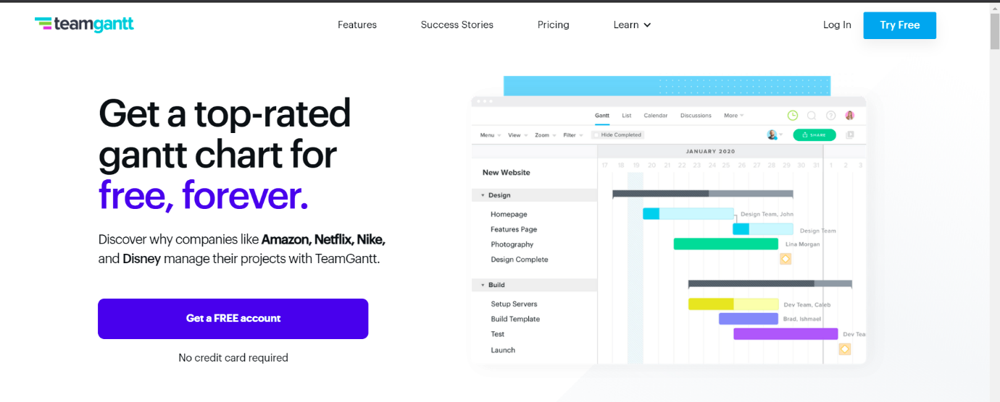 teamgantt
Features
Success Stories
Pricing
Learn
Log In
Try Free
Get a top-rated
gantt chart for
free, forever.
Discover why companies like Amazon, Netflix, Nike,
and Disney manage their projects with TeamGantt.
Get a FREE account
No credit card required
Gantt List Calendar Discussions More
Menu View Zoom Filter Hide Completed SHARE
JANUARY 2020
17 18 19 20 21 22 23 24 25 26 27 28 29 30 31 1 2 3
New Website
Design
Homepage Design Team, John
Features Page Design Team
Photography Lina Morgan
Design Complete
Build
Setup Servers Dev Team, Caleb
Build Template Brad, Ishmael
Test Dev Tea
Launch